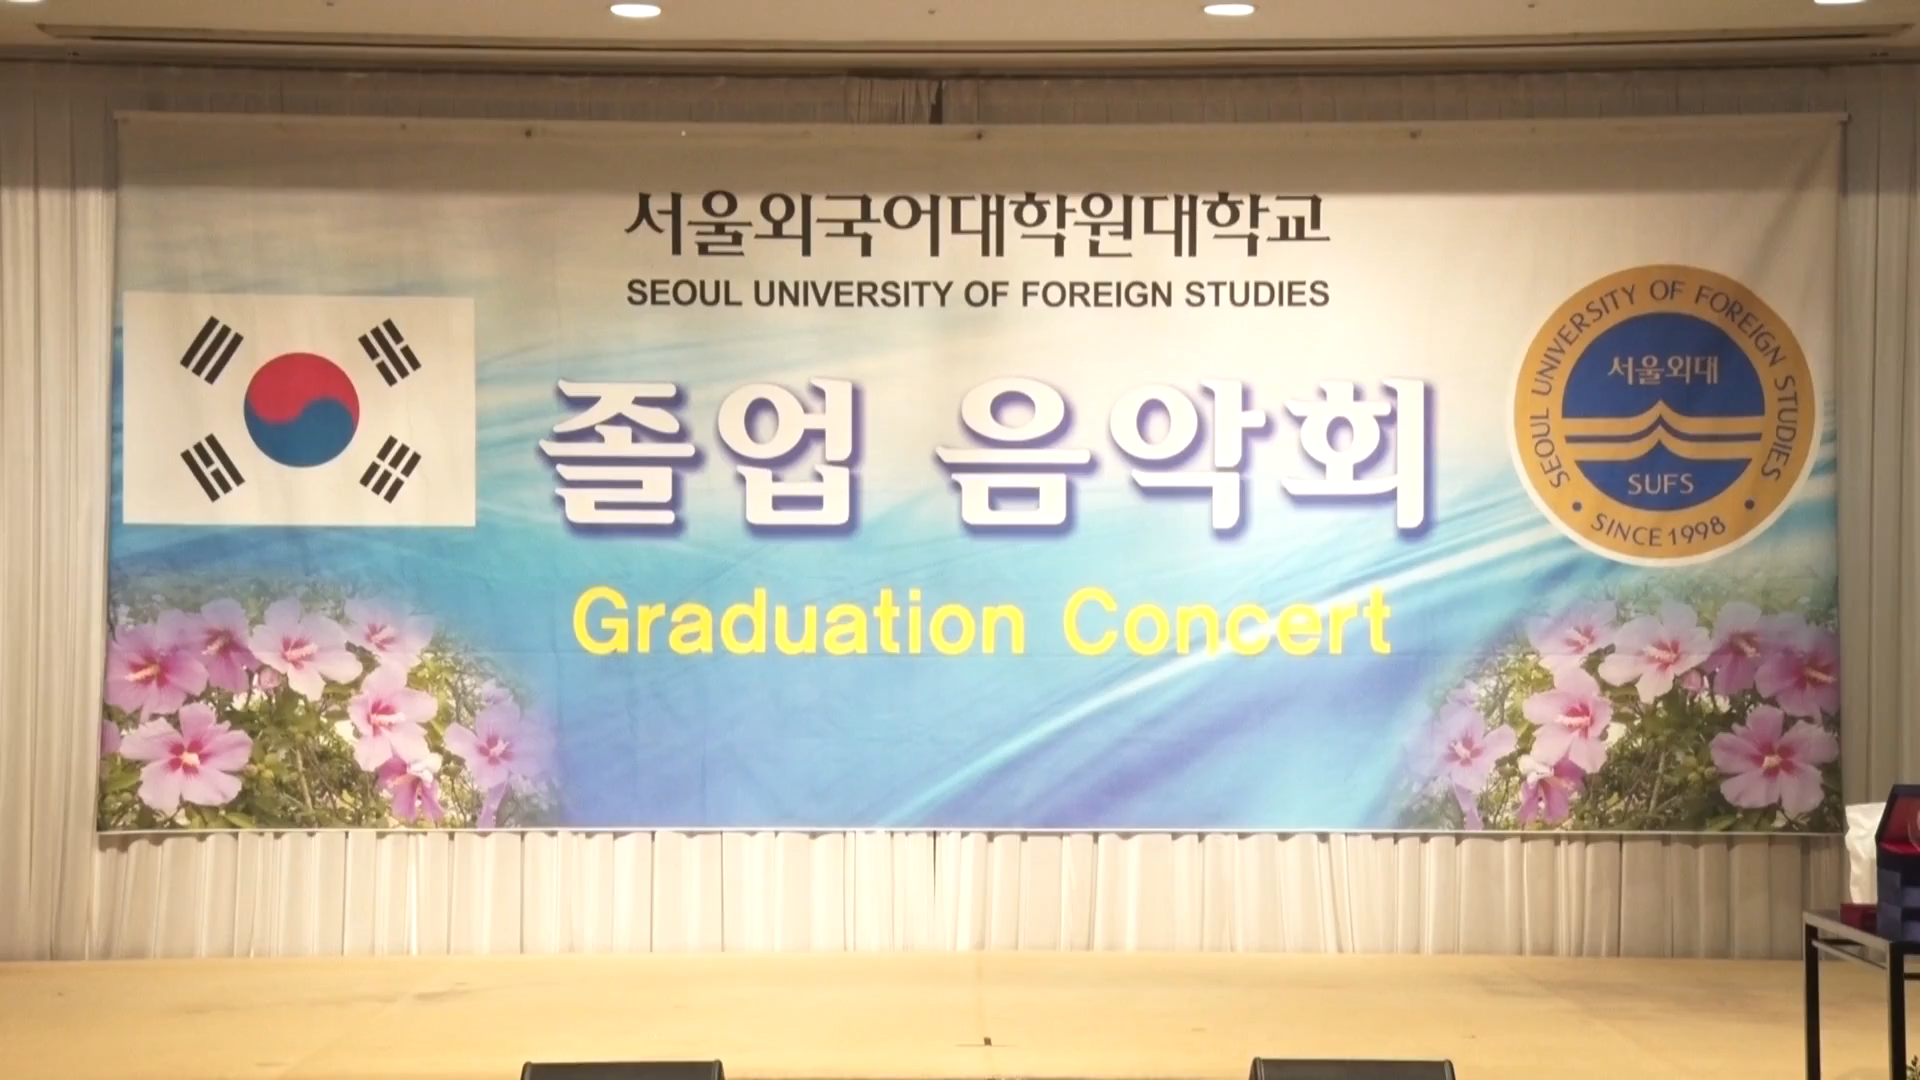 서울외국어대학원대학교
SEOUL UNIVERSITY OF FOREIGN STUDIES
졸업 음악회
Graduation Concert
SEOUL UNIVERSITY OF FOREIGN STUDIES
서울외대
SUFS
SINCE 1998